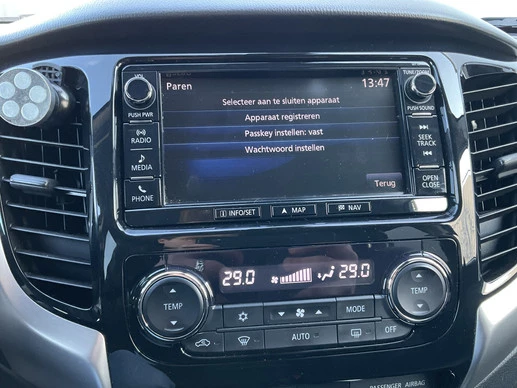 VOL
PUSH PWR
RADIO
MEDIA
PHONE
Paren
13:47
Selecteer aan te sluiten apparaat
Apparaat registreren
Passkey instellen: vast
Wachtwoord instellen
Terug
TUNE/ZOOM
PUSH SOUND
SEEK
TRACK
OPEN
CLOSE
INFO/SET
MAP
NAV
29.0
29.0
TEMP
TEMP
MODE
AUTO
OFF
PASSENGER AIRBAG